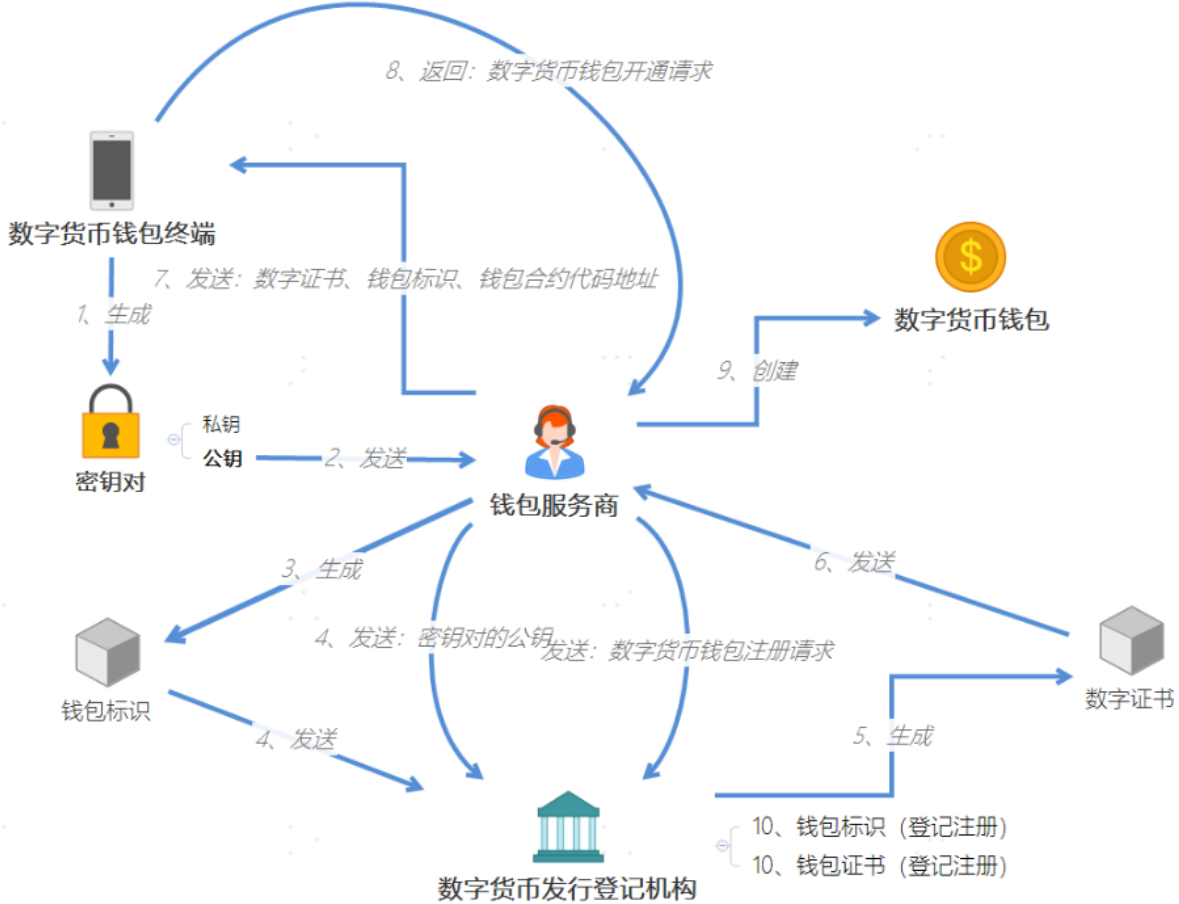 8、返回：数字货币钱包开通请求
数字货币钱包终端
7、发送：数字证书、钱包标识、钱包合约代码地址
1、生成
$
数字货币钱包
9、创建
私钥
公钥
2、发送
密钥对
钱包服务商
3、生成
6、发送
4、发送：密钥对的公钥
发送：数字货币钱包注册请求
钱包标识
数字证书
4、发送
5、生成
10、钱包标识（登记注册）
10、钱包证书（登记注册）
数字货币发行登记机构